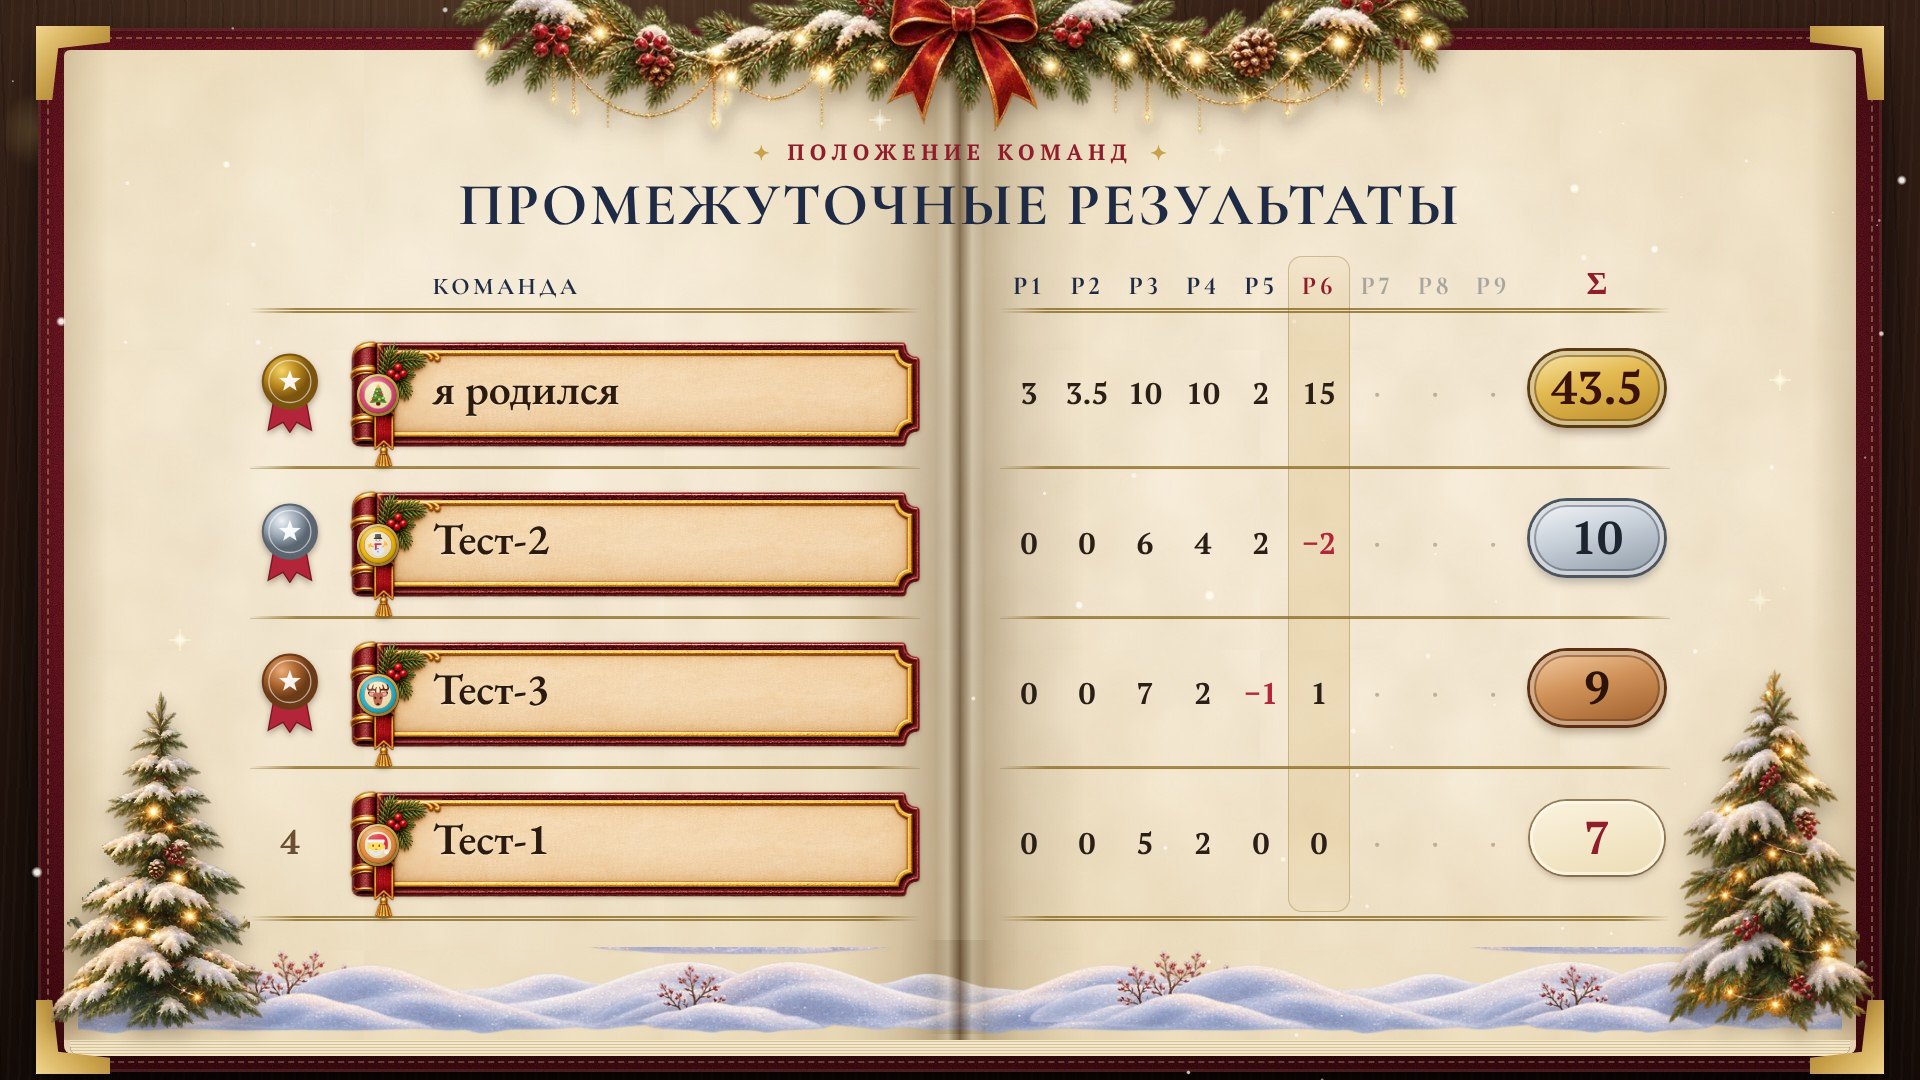 ПОЛОЖЕНИЕ КОМАНД
ПРОМЕЖУТОЧНЫЕ РЕЗУЛЬТАТЫ
КОМАНДА Р1 Р2 Р3 Р4 Р5 Р6 Р7 Р8 Р9 Σ
я родился 3 3.5 10 10 2 15 · · · 43.5
Тест-2 0 0 6 4 2 −2 · · · 10
Тест-3 0 0 7 2 −1 1 · · · 9
4 Тест-1 0 0 5 2 0 0 · · · 7